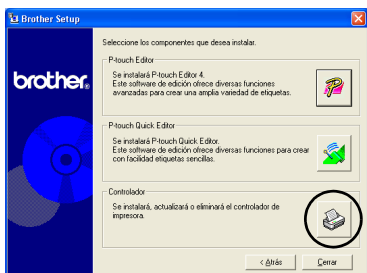 Brother Setup
Seleccione los componentes que desea instalar.
P-touch Editor
Se instalará P-touch Editor 4.
Este software de edición ofrece diversas funciones
avanzadas para crear una amplia variedad de etiquetas.
brother.
P-touch Quick Editor
Se instalará P-touch Quick Editor.
Este software de edición ofrece diversas funciones para crear
con facilidad etiquetas sencillas.
Controlador
Se instalará, actualizará o eliminará el controlador de
impresora.
< Atrás
Cerrar